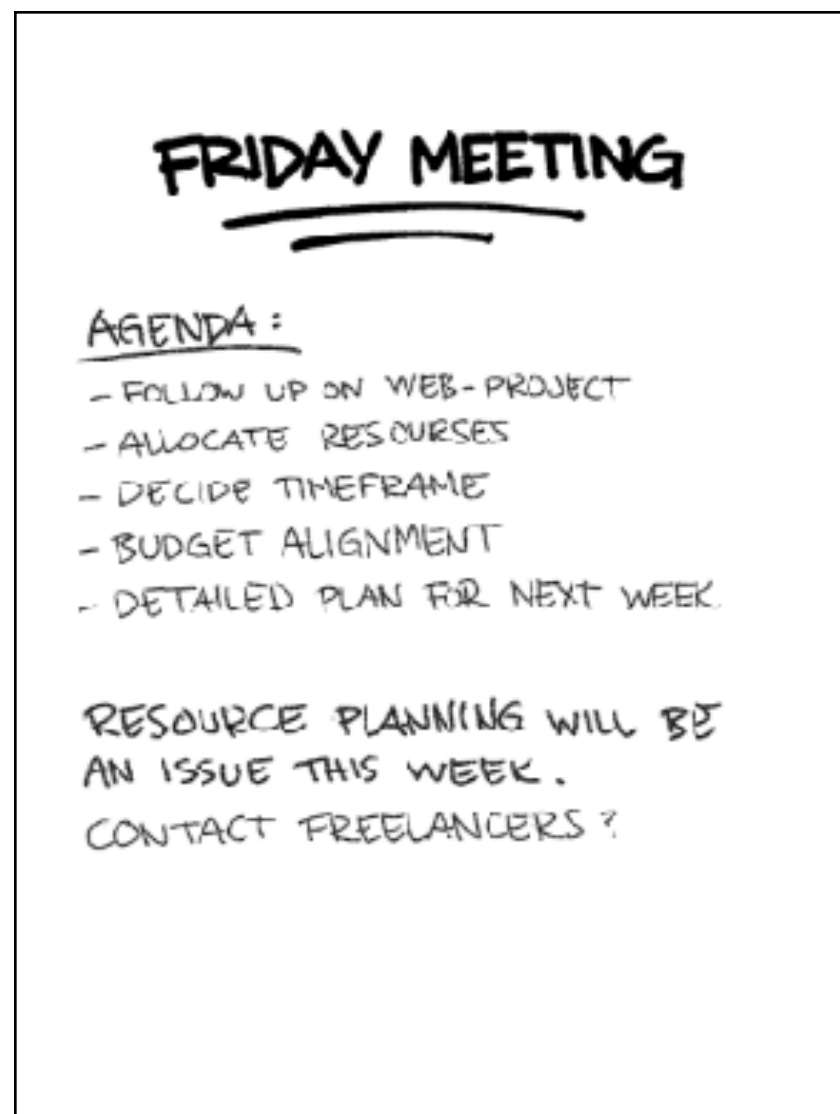 FRIDAY MEETING
AGENDA:
- FOLLOW UP ON WEB-PROJECT
- ALLOCATE RESOURSES
- DECIDE TIMEFRAME
- BUDGET ALIGNMENT
- DETAILED PLAN FOR NEXT WEEK.
RESOURCE PLANNING WILL BE
AN ISSUE THIS WEEK.
CONTACT FREELANCERS?